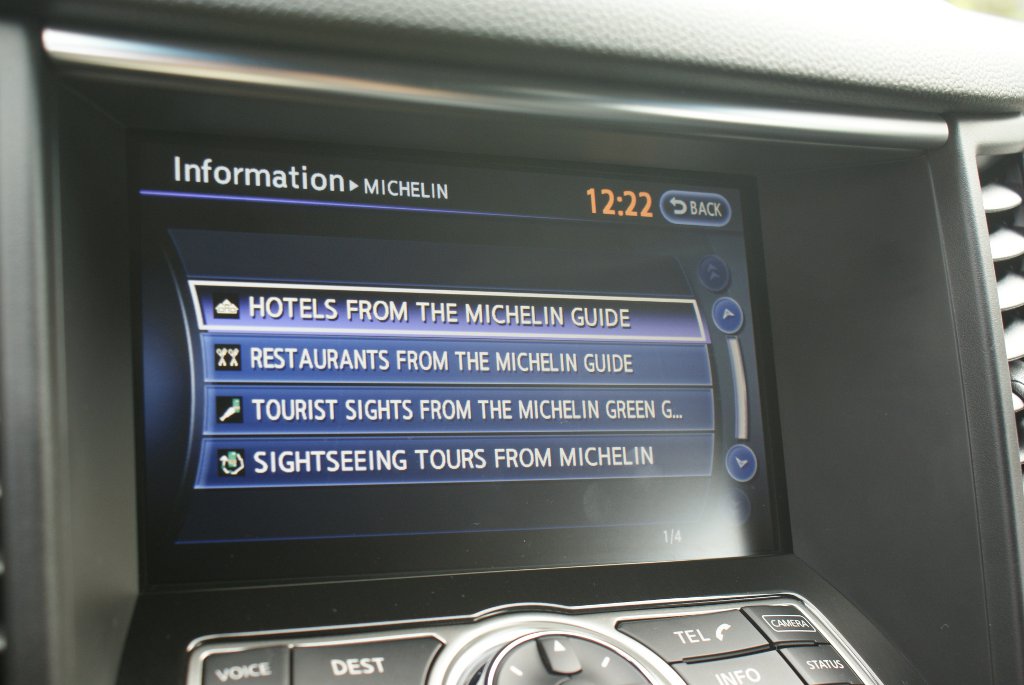 Information ▸ MICHELIN
12:22
BACK
HOTELS FROM THE MICHELIN GUIDE
RESTAURANTS FROM THE MICHELIN GUIDE
TOURIST SIGHTS FROM THE MICHELIN GREEN G...
SIGHTSEEING TOURS FROM MICHELIN
1/4
VOICE
DEST
TEL
CAMERA
INFO
STATUS